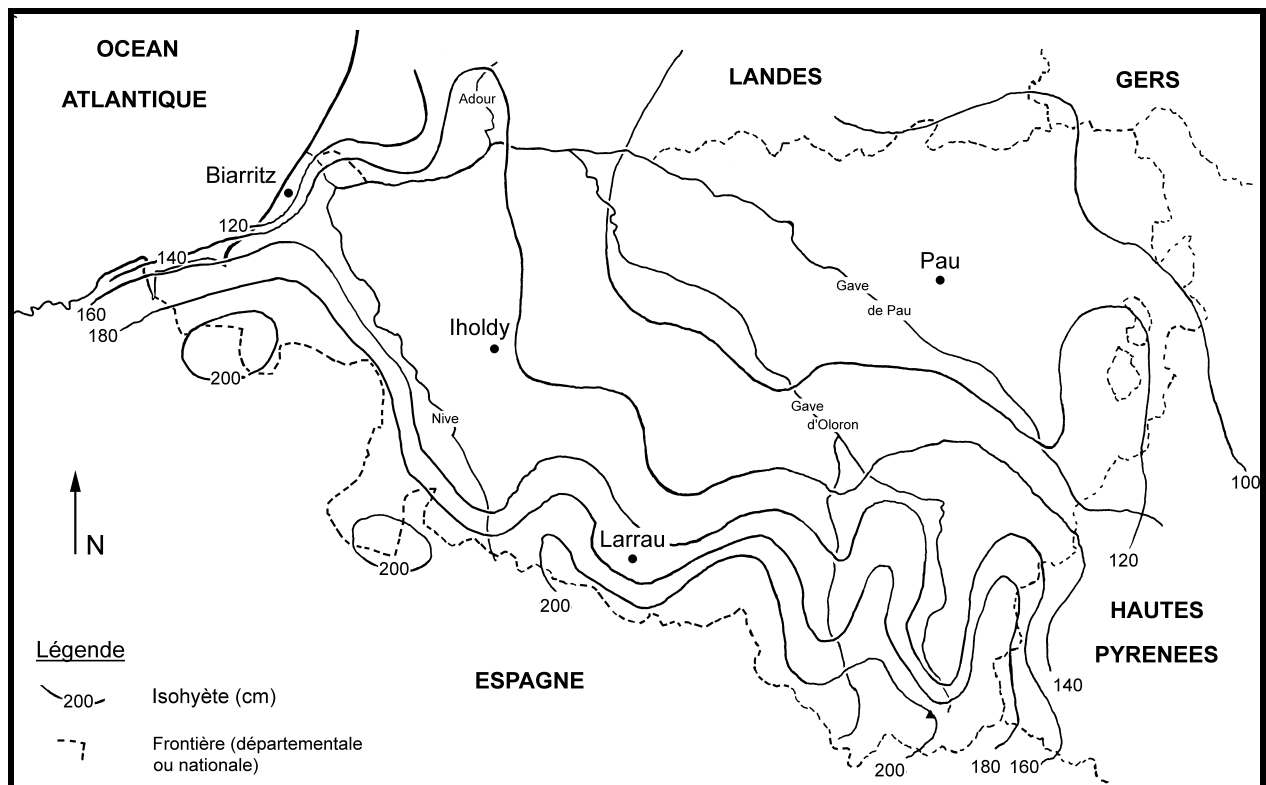 OCEAN
ATLANTIQUE
LANDES
GERS
Adour
Biarritz
120
140
160
180
200
Pau
Gave
de Pau
Iholdy
Nive
Gave
d'Oloron
100
N
200
Larrau
200
120
HAUTES
PYRENEES
ESPAGNE
140
200
180
160
Légende
200
Isohyète (cm)
Frontière (départementale
ou nationale)